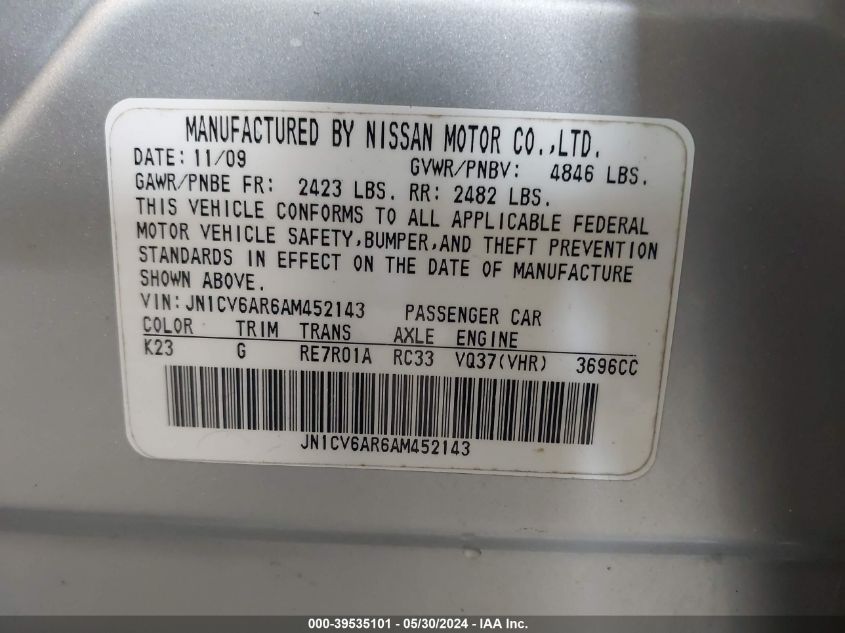 MANUFACTURED BY NISSAN MOTOR CO.,LTD.
DATE: 11/09 GVWR/PNBV: 4846 LBS.
GAWR/PNBE FR: 2423 LBS. RR: 2482 LBS.
THIS VEHICLE CONFORMS TO ALL APPLICABLE FEDERAL
MOTOR VEHICLE SAFETY,BUMPER,AND THEFT PREVENTION
STANDARDS IN EFFECT ON THE DATE OF MANUFACTURE
SHOWN ABOVE.
VIN:JN1CV6AR6AM452143 PASSENGER CAR
COLOR TRIM TRANS AXLE ENGINE
K23 G RE7R01A RC33 VQ37(VHR) 3696CC
JN1CV6AR6AM452143
000-39535101 - 05/30/2024 - IAA Inc.